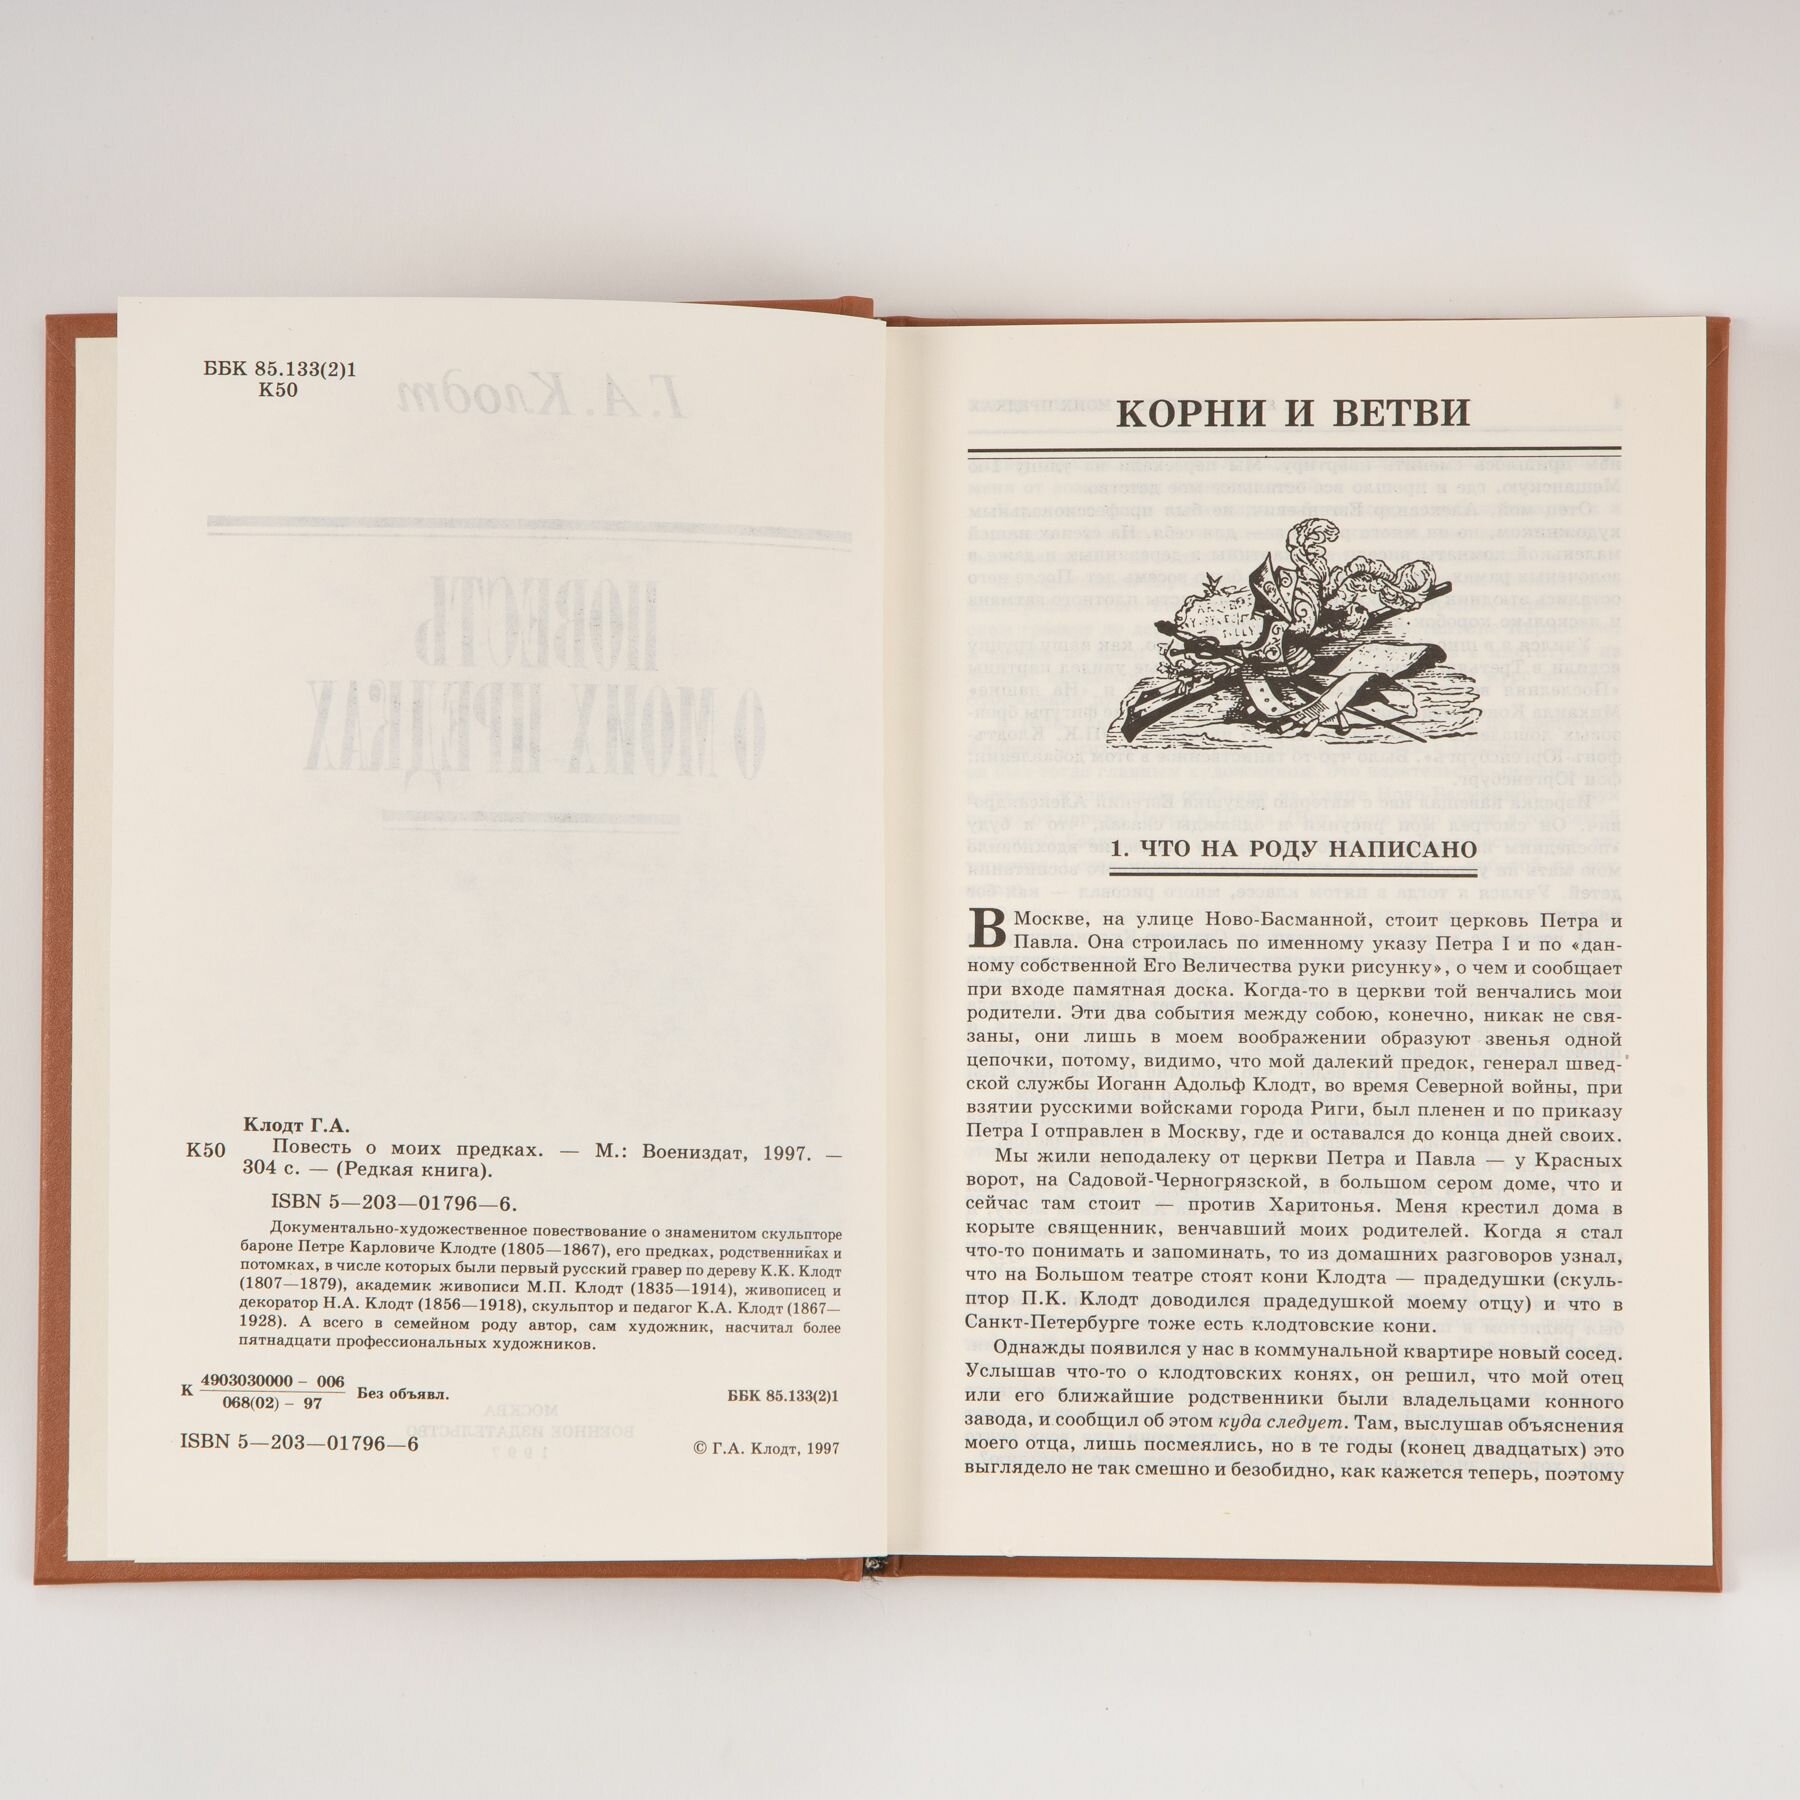 ББК 85.133(2)1
К50
Г.А. Клодт
ПОВЕСТЬ
О МОИХ ПРЕДКАХ
Клодт Г.А.
К50 Повесть о моих предках. — М.: Воениздат, 1997. —
304 с. — (Редкая книга).
ISBN 5—203—01796—6.
Документально-художественное повествование о знаменитом скульпторе
бароне Петре Карловиче Клодте (1805—1867), его предках, родственниках и
потомках, в числе которых были первый русский гравер по дереву К.К. Клодт
(1807—1879), академик живописи М.П. Клодт (1835—1914), живописец и
декоратор Н.А. Клодт (1856—1918), скульптор и педагог К.А. Клодт (1867—
1928). А всего в семейном роду автор, сам художник, насчитал более
пятнадцати профессиональных художников.
К 4903030000 – 006
068(02) – 97
Без объявл.
ББК 85.133(2)1
МОСКВА
ВОЕННОЕ ИЗДАТЕЛЬСТВО
1997
ISBN 5—203—01796—6
© Г.А. Клодт, 1997
КОРНИ И ВЕТВИ
1. ЧТО НА РОДУ НАПИСАНО
В Москве, на улице Ново-Басманной, стоит церковь Петра и
Павла. Она строилась по именному указу Петра I и по «дан-
ному собственной Его Величества руки рисунку», о чем и сообщает
при входе памятная доска. Когда-то в церкви той венчались мои
родители. Эти два события между собою, конечно, никак не свя-
заны, они лишь в моем воображении образуют звенья одной
цепочки, потому, видимо, что мой далекий предок, генерал швед-
ской службы Иоганн Адольф Клодт, во время Северной войны, при
взятии русскими войсками города Риги, был пленен и по приказу
Петра I отправлен в Москву, где и оставался до конца дней своих.
Мы жили неподалеку от церкви Петра и Павла — у Красных
ворот, на Садовой-Черногрязской, в большом сером доме, что и
сейчас там стоит — против Харитонья. Меня крестил дома в
корыте священник, венчавший моих родителей. Когда я стал
что-то понимать и запоминать, то из домашних разговоров узнал,
что на Большом театре стоят кони Клодта — прадедушки (скуль-
птор П.К. Клодт доводился прадедушкой моему отцу) и что в
Санкт-Петербурге тоже есть клодтовские кони.
Однажды появился у нас в коммунальной квартире новый сосед.
Услышав что-то о клодтовских конях, он решил, что мой отец
или его ближайшие родственники были владельцами конного
завода, и сообщил об этом куда следует. Там, выслушав объяснения
моего отца, лишь посмеялись, но в те годы (конец двадцатых) это
выглядело не так смешно и безобидно, как кажется теперь, поэтому